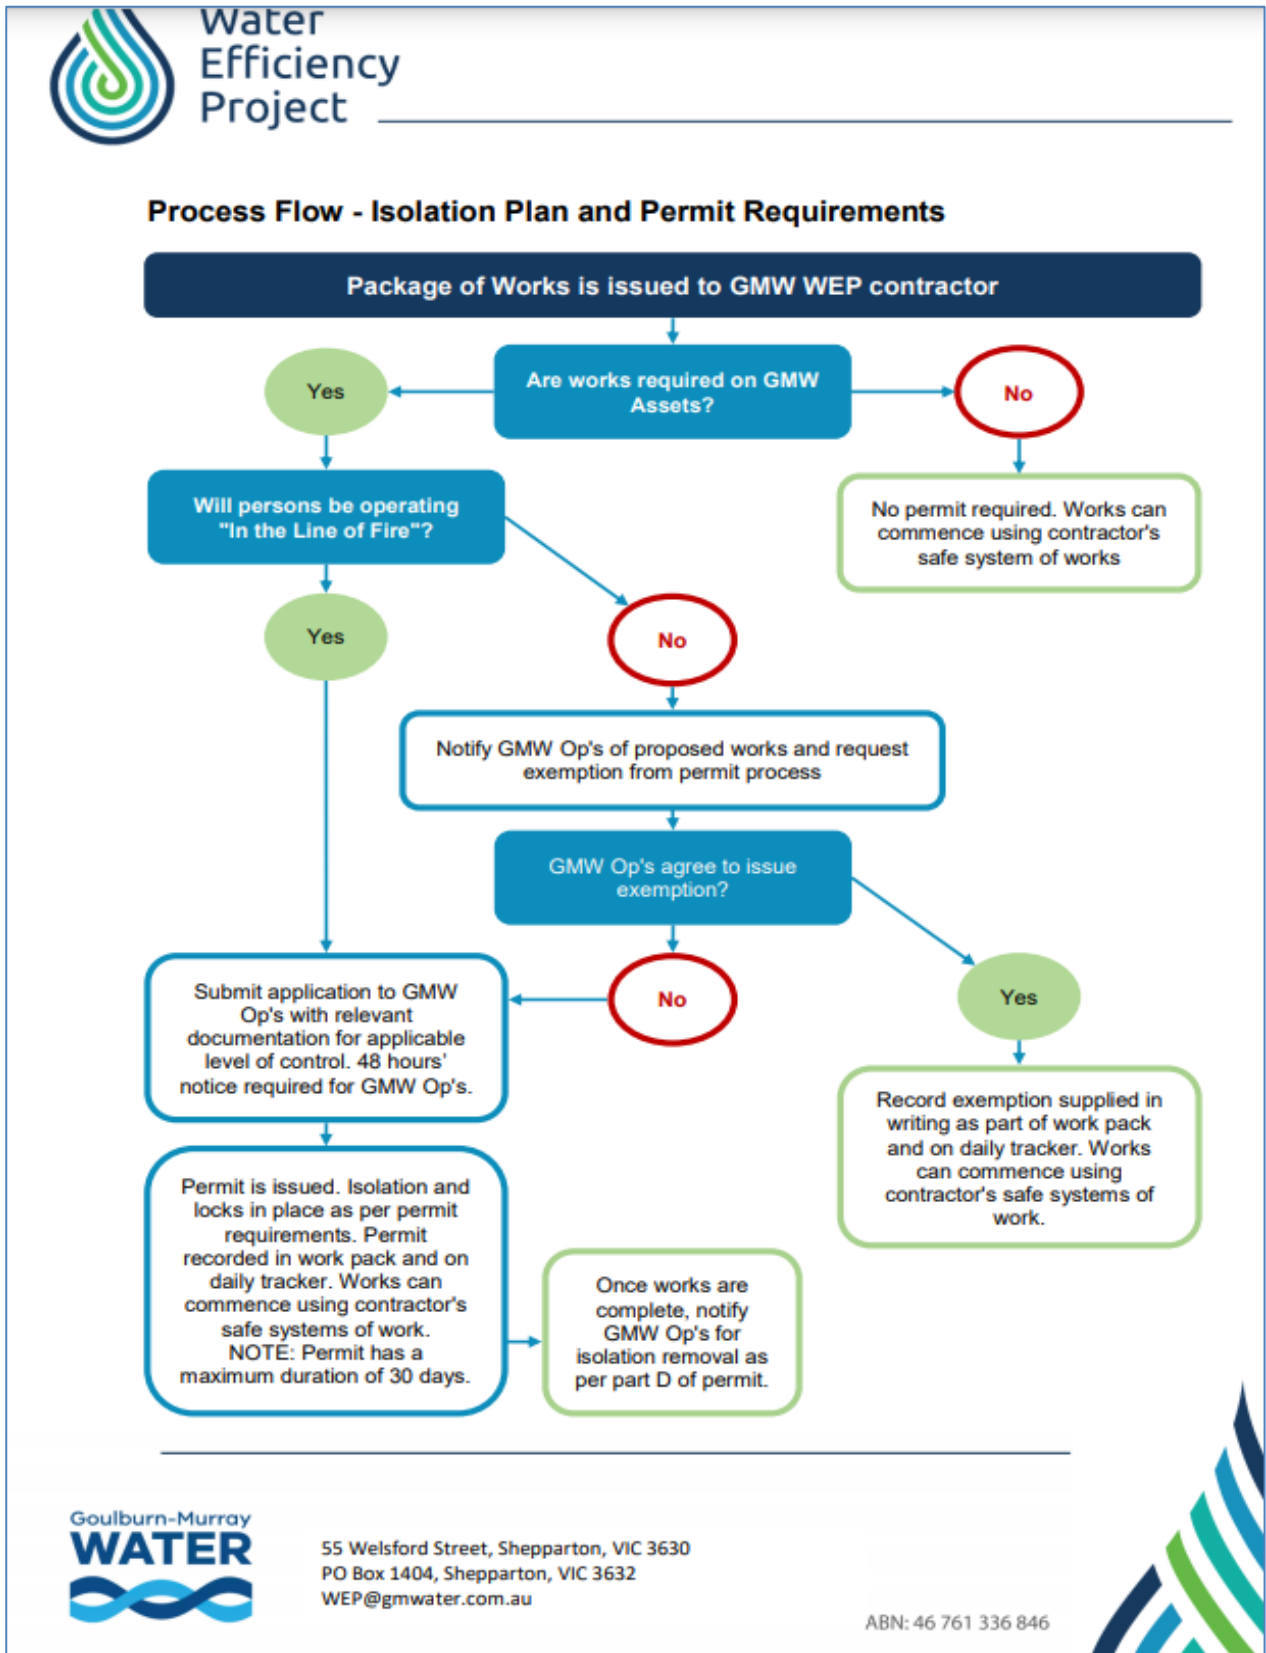 Water
Efficiency
Project
Process Flow - Isolation Plan and Permit Requirements
Package of Works is issued to GMW WEP contractor
Are works required on GMW
Assets?
Yes
No
Will persons be operating
"In the Line of Fire"?
No permit required. Works can
commence using contractor's
safe system of works
Yes
No
Notify GMW Op's of proposed works and request
exemption from permit process
GMW Op's agree to issue
exemption?
No
Yes
Submit application to GMW
Op's with relevant
documentation for applicable
level of control. 48 hours'
notice required for GMW Op's.
Record exemption supplied in
writing as part of work pack
and on daily tracker. Works
can commence using
contractor's safe systems of
work.
Permit is issued. Isolation and
locks in place as per permit
requirements. Permit
recorded in work pack and on
daily tracker. Works can
commence using contractor's
safe systems of work.
NOTE: Permit has a
maximum duration of 30 days.
Once works are
complete, notify
GMW Op's for
isolation removal as
per part D of permit.
Goulburn-Murray
WATER
55 Welsford Street, Shepparton, VIC 3630
PO Box 1404, Shepparton, VIC 3632
WEP@gmwater.com.au
ABN: 46 761 336 846